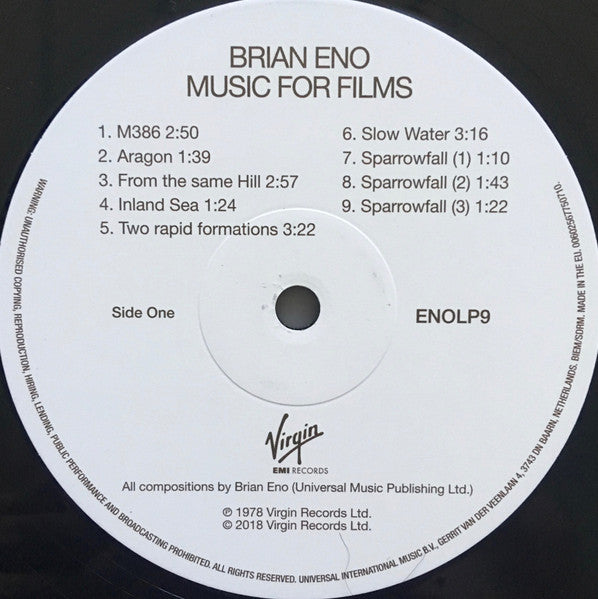 BRIAN ENO
MUSIC FOR FILMS
1. M386 2:50
2. Aragon 1:39
3. From the same Hill 2:57
4. Inland Sea 1:24
5. Two rapid formations 3:22
6. Slow Water 3:16
7. Sparrowfall (1) 1:10
8. Sparrowfall (2) 1:43
9. Sparrowfall (3) 1:22
Side One
ENOLP9
Virgin
EMI RECORDS
All compositions by Brian Eno (Universal Music Publishing Ltd.)
℗ 1978 Virgin Records Ltd.
© 2018 Virgin Records Ltd.
WARNING: UNAUTHORISED COPYING, REPRODUCTION, HIRING, LENDING, PUBLIC PERFORMANCE AND BROADCASTING PROHIBITED. ALL RIGHTS RESERVED. UNIVERSAL INTERNATIONAL MUSIC B.V., GERRIT VAN DER VEENLAAN 4, 3743 DN BAARN, NETHERLANDS. BIEM/SDRM. MADE IN THE EU. 00602567750710.